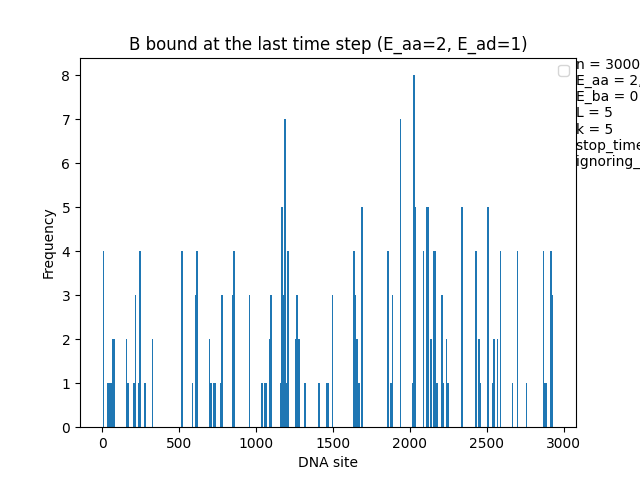 B bound at the last time step (E_aa=2, E_ad=1)
n = 3000
E_aa = 2,
E_ba = 0
L = 5
k = 5
stop_time
ignoring_
8
7
6
5
4
3
2
1
0
Frequency
0 500 1000 1500 2000 2500 3000
DNA site